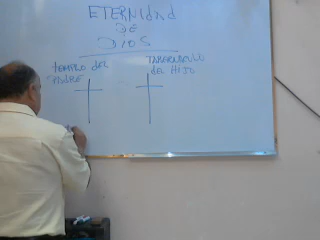 ETERNIDAD
DE
DIOS
TEMPLO DEL
PADRE
TABERNACULO
DEL HIJO